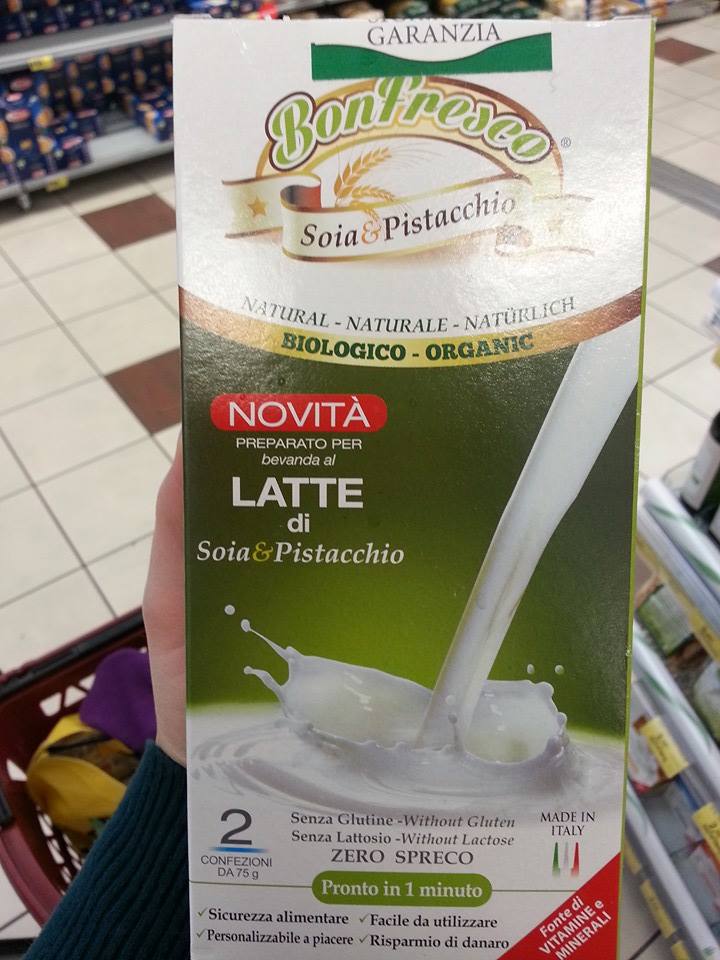 GARANZIA
BonFresco®
Soia&Pistacchio
NATURAL - NATURALE - NATÜRLICH
BIOLOGICO - ORGANIC
NOVITÀ
PREPARATO PER
bevanda al
LATTE
di
Soia&Pistacchio
2
CONFEZIONI
DA 75 g
Senza Glutine -Without Gluten
Senza Lattosio -Without Lactose
ZERO SPRECO
MADE IN
ITALY
Pronto in 1 minuto
✓Sicurezza alimentare ✓Facile da utilizzare
✓Personalizzabile a piacere ✓Risparmio di danaro
Fonte di
VITAMINE e
MINERALI